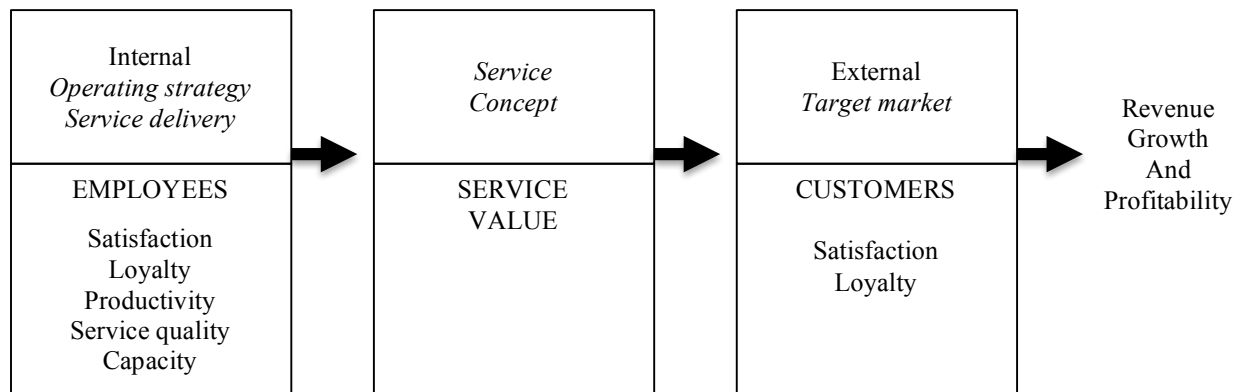 Internal
Operating strategy
Service delivery
EMPLOYEES
Satisfaction
Loyalty
Productivity
Service quality
Capacity
Service
Concept
SERVICE
VALUE
External
Target market
CUSTOMERS
Satisfaction
Loyalty
Revenue
Growth
And
Profitability